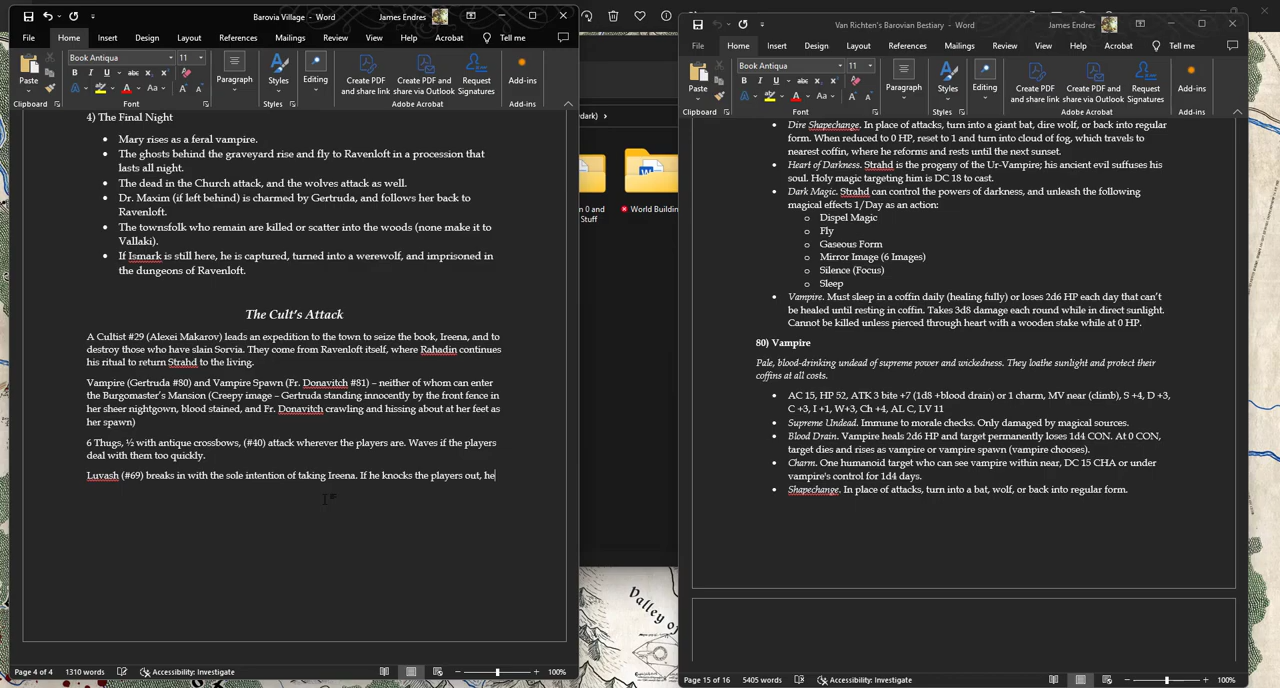 Barovia Village - Word
James Endres
File Home Insert Design Layout References Mailings Review View Help Acrobat Tell me
Book Antiqua 11
Paste
Paragraph
Styles
Editing
Create PDF and share link
Create PDF and share via Outlook
Request Signatures
Add-ins
Clipboard Font Styles Adobe Acrobat Add-ins
4) The Final Night
• Mary rises as a feral vampire.
• The ghosts behind the graveyard rise and fly to Ravenloft in a procession that
lasts all night.
• The dead in the Church attack, and the wolves attack as well.
• Dr. Maxim (if left behind) is charmed by Gertruda, and follows her back to
Ravenloft.
• The townsfolk who remain are killed or scatter into the woods (none make it to
Vallaki).
• If Ismark is still here, he is captured, turned into a werewolf, and imprisoned in
the dungeons of Ravenloft.
The Cult's Attack
A Cultist #29 (Alexei Makarov) leads an expedition to the town to seize the book, Ireena, and to
destroy those who have slain Sorvia. They come from Ravenloft itself, where Rahadin continues
his ritual to return Strahd to the living.
Vampire (Gertruda #80) and Vampire Spawn (Fr. Donavitch #81) – neither of whom can enter
the Burgomaster's Mansion (Creepy image – Gertruda standing innocently by the front fence in
her sheer nightgown, blood stained, and Fr. Donavitch crawling and hissing about at her feet as
her spawn)
6 Thugs, ½ with antique crossbows, (#40) attack wherever the players are. Waves if the players
deal with them too quickly.
Luvash (#69) breaks in with the sole intention of taking Ireena. If he knocks the players out, he
Page 4 of 4 1310 words Accessibility: Investigate 100%
dark)
0 and
Stuff
World Building
Valley of
Van Richten's Barovian Bestiary - Word
James Endres
File Home Insert Design Layout References Mailings Review View Help Acrobat Tell me
Book Antiqua 11
Paste
Paragraph
Styles
Editing
Create PDF and share link
Create PDF and share via Outlook
Request Signatures
Add-ins
Clipboard Font Styles Adobe Acrobat Add-ins
• Dire Shapechange. In place of attacks, turn into a giant bat, dire wolf, or back into regular
form. When reduced to 0 HP, reset to 1 and turn into cloud of fog, which travels to
nearest coffin, where he reforms and rests until the next sunset.
• Heart of Darkness. Strahd is the progeny of the Ur-Vampire; his ancient evil suffuses his
soul. Holy magic targeting him is DC 18 to cast.
• Dark Magic. Strahd can control the powers of darkness, and unleash the following
magical effects 1/Day as an action:
o Dispel Magic
o Fly
o Gaseous Form
o Mirror Image (6 Images)
o Silence (Focus)
o Sleep
• Vampire. Must sleep in a coffin daily (healing fully) or loses 2d6 HP each day that can't
be healed until resting in coffin. Takes 3d8 damage each round while in direct sunlight.
Cannot be killed unless pierced through heart with a wooden stake while at 0 HP.
80) Vampire
Pale, blood-drinking undead of supreme power and wickedness. They loathe sunlight and protect their
coffins at all costs.
• AC 15, HP 52, ATK 3 bite +7 (1d8 +blood drain) or 1 charm, MV near (climb), S +4, D +3,
C +3, I +1, W+3, Ch +4, AL C, LV 11
• Supreme Undead. Immune to morale checks. Only damaged by magical sources.
• Blood Drain. Vampire heals 2d6 HP and target permanently loses 1d4 CON. At 0 CON,
target dies and rises as vampire or vampire spawn (vampire chooses).
• Charm. One humanoid target who can see vampire within near, DC 15 CHA or under
vampire's control for 1d4 days.
• Shapechange. In place of attacks, turn into a bat, wolf, or back into regular form.
Page 15 of 16 5405 words Accessibility: Investigate 100%